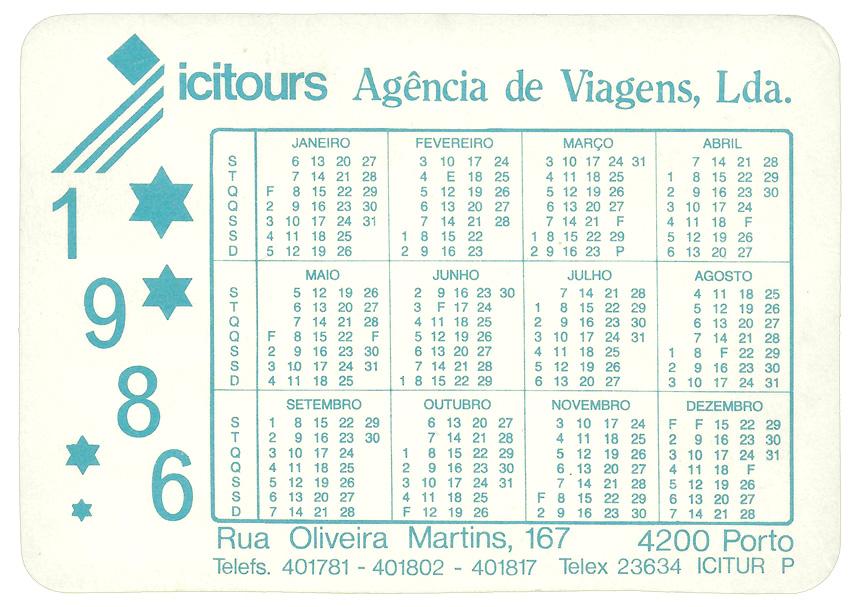 icitours Agência de Viagens, Lda.
1986
JANEIRO FEVEREIRO MARÇO ABRIL
S 6 13 20 27 3 10 17 24 3 10 17 24 31 7 14 21 28
T 7 14 21 28 4 E 18 25 4 11 18 25 1 8 15 22 29
Q F 8 15 22 29 5 12 19 26 5 12 19 26 2 9 16 23 30
Q 2 9 16 23 30 6 13 20 27 6 13 20 27 3 10 17 24
S 3 10 17 24 31 7 14 21 28 7 14 21 F 4 11 18 F
S 4 11 18 25 1 8 15 22 1 8 15 22 29 5 12 19 26
D 5 12 19 26 2 9 16 23 2 9 16 23 P 6 13 20 27
MAIO JUNHO JULHO AGOSTO
S 5 12 19 26 2 9 16 23 30 7 14 21 28 4 11 18 25
T 6 13 20 27 3 F 17 24 1 8 15 22 29 5 12 19 26
Q 7 14 21 28 4 11 18 25 2 9 16 23 30 6 13 20 27
Q F 8 15 22 F 5 12 19 26 3 10 17 24 31 7 14 21 28
S 2 9 16 23 30 6 13 20 27 4 11 18 25 1 8 F 22 29
S 3 10 17 24 31 7 14 21 28 5 12 19 26 2 9 16 23 30
D 4 11 18 25 1 8 15 22 29 6 13 20 27 3 10 17 24 31
SETEMBRO OUTUBRO NOVEMBRO DEZEMBRO
S 1 8 15 22 29 6 13 20 27 3 10 17 24 F F 15 22 29
T 2 9 16 23 30 7 14 21 28 4 11 18 25 2 9 16 23 30
Q 3 10 17 24 1 8 15 22 29 5 12 19 26 3 10 17 24 31
Q 4 11 18 25 2 9 16 23 30 6 13 20 27 4 11 18 F
S 5 12 19 26 3 10 17 24 31 7 14 21 28 5 12 19 26
S 6 13 20 27 4 11 18 25 F 8 15 22 29 6 13 20 27
D 7 14 21 28 F 12 19 26 2 9 16 23 30 7 14 21 28
Rua Oliveira Martins, 167 4200 Porto
Telefs. 401781 - 401802 - 401817 Telex 23634 ICITUR P